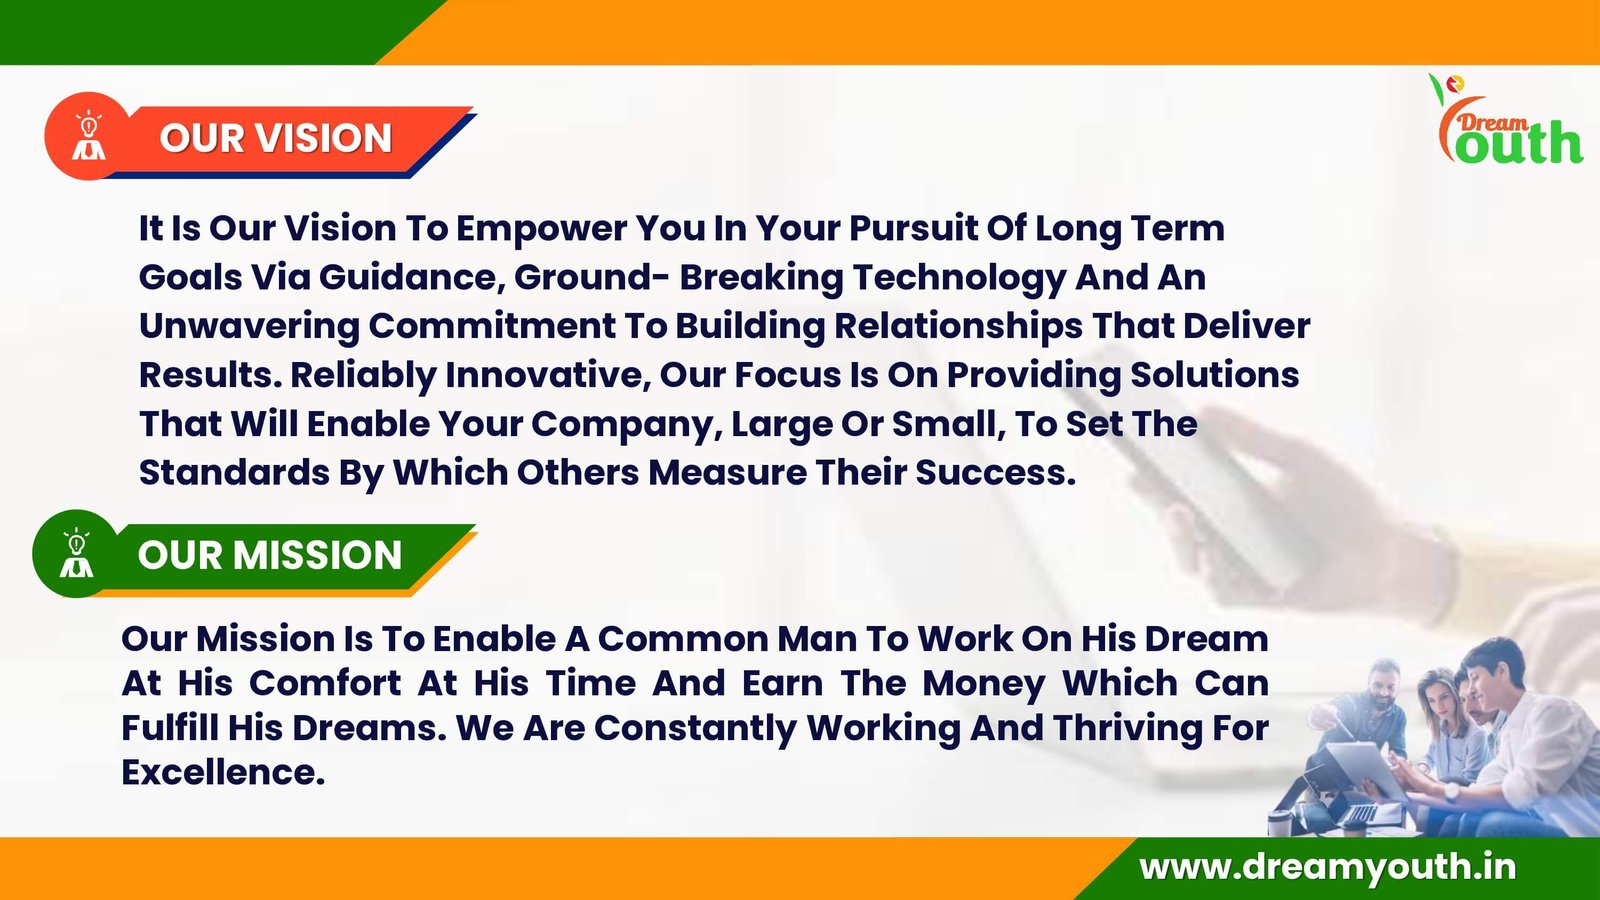 OUR VISION
Dream
outh
It Is Our Vision To Empower You In Your Pursuit Of Long Term
Goals Via Guidance, Ground- Breaking Technology And An
Unwavering Commitment To Building Relationships That Deliver
Results. Reliably Innovative, Our Focus Is On Providing Solutions
That Will Enable Your Company, Large Or Small, To Set The
Standards By Which Others Measure Their Success.
OUR MISSION
Our Mission Is To Enable A Common Man To Work On His Dream
At His Comfort At His Time And Earn The Money Which Can
Fulfill His Dreams. We Are Constantly Working And Thriving For
Excellence.
www.dreamyouth.in